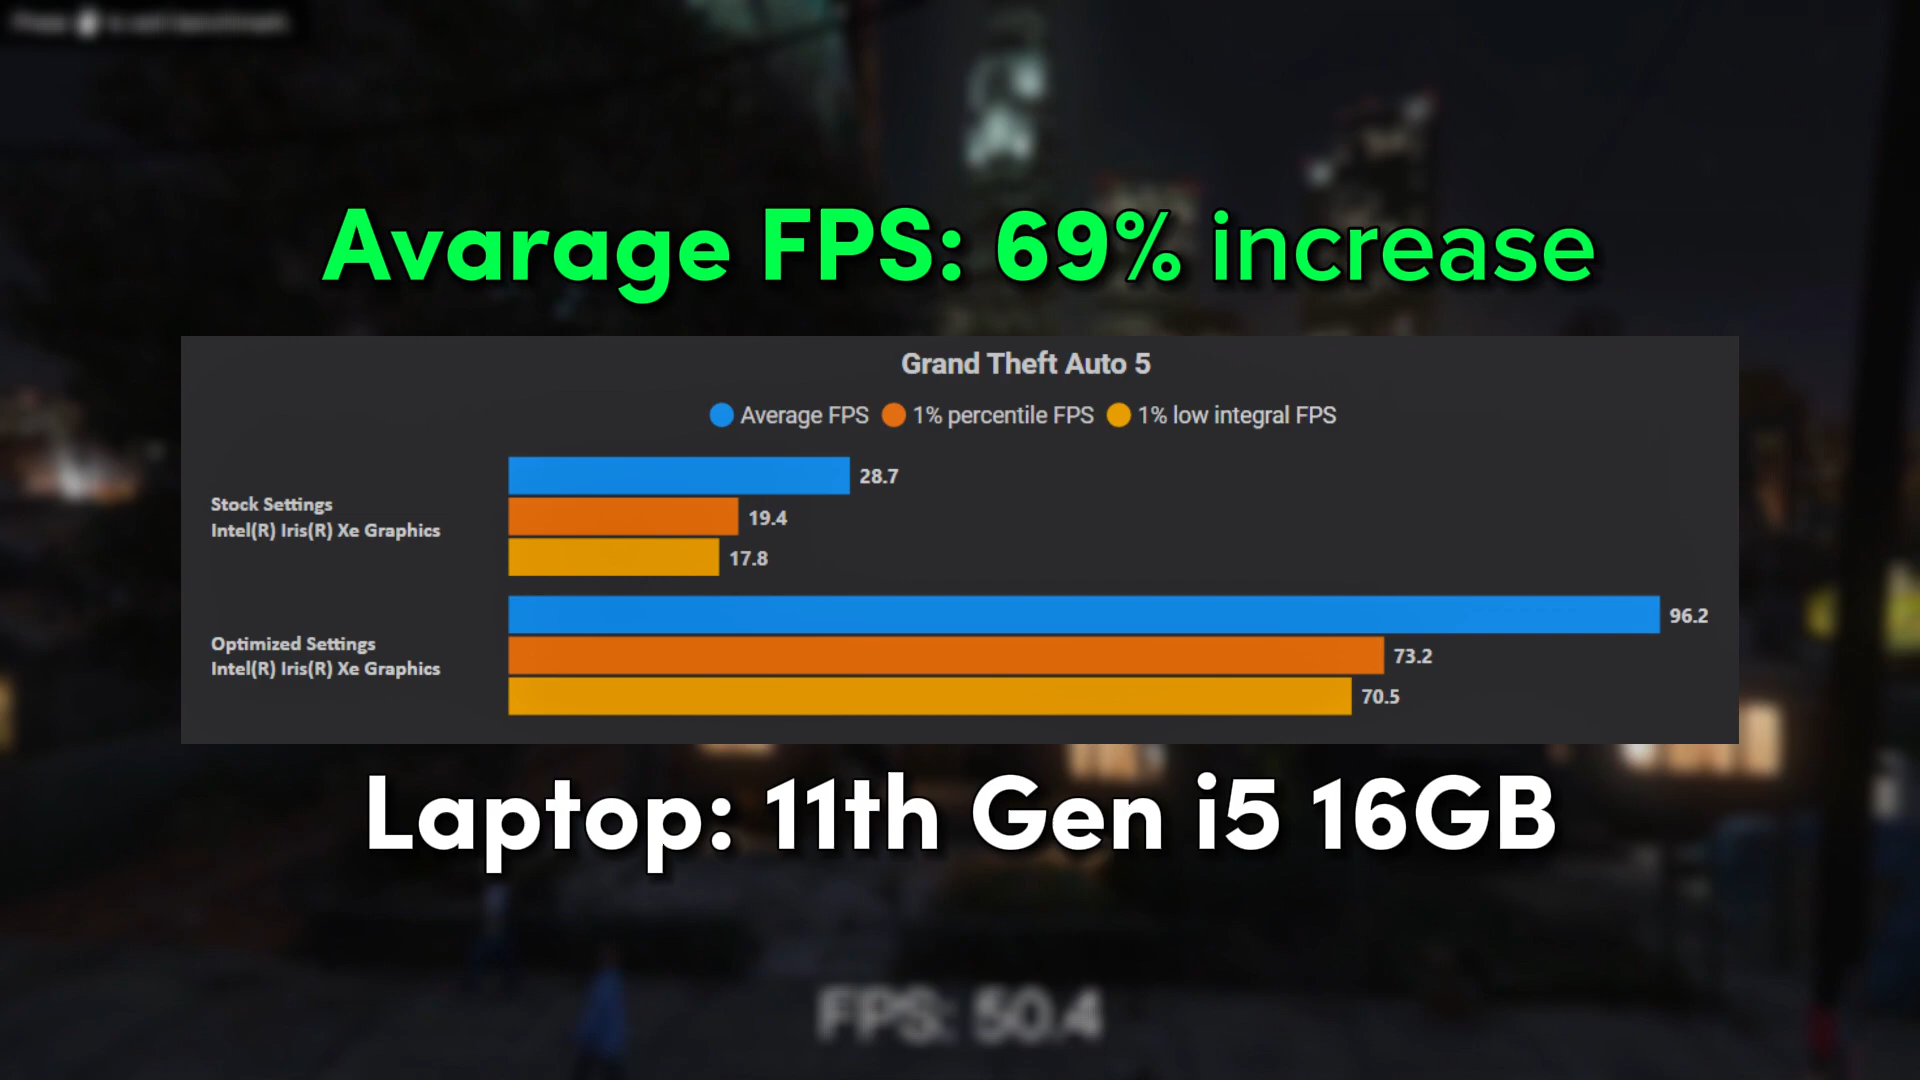 Avarage FPS: 69% increase
Grand Theft Auto 5
Average FPS 1% percentile FPS 1% low integral FPS
28.7
Stock Settings
Intel(R) Iris(R) Xe Graphics
19.4
17.8
96.2
Optimized Settings
Intel(R) Iris(R) Xe Graphics
73.2
70.5
Laptop: 11th Gen i5 16GB
FPS: 50.4